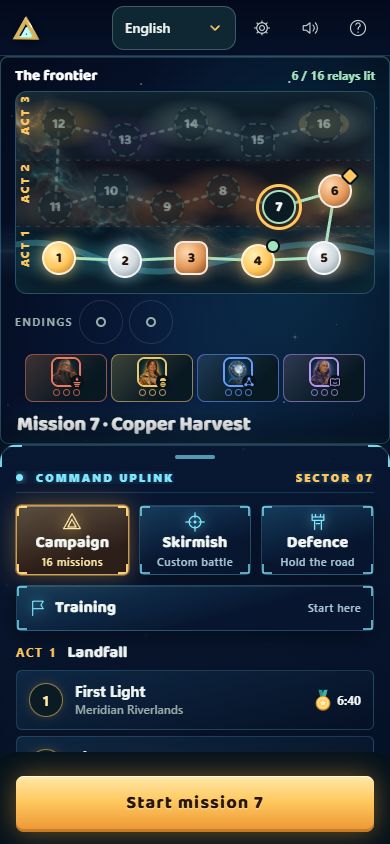 English
The frontier
6 / 16 relays lit
ACT 3
12
13
14
15
16
ACT 2
11
10
9
8
7
6
ACT 1
1
2
3
4
5
ENDINGS
Mission 7 · Copper Harvest
COMMAND UPLINK
SECTOR 07
Campaign
16 missions
Skirmish
Custom battle
Defence
Hold the road
Training
Start here
ACT 1 Landfall
1
First Light
Meridian Riverlands
6:40
Start mission 7